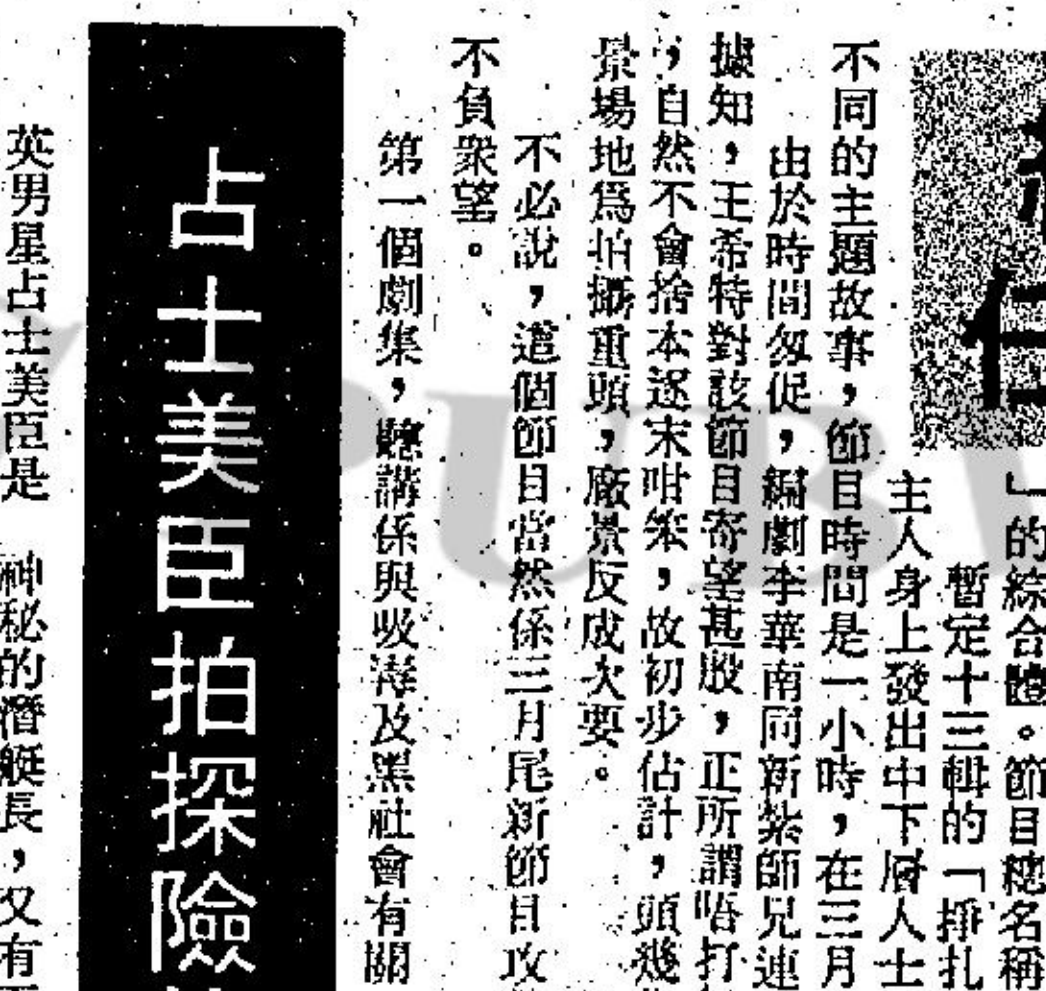 」的綜合體。節目總名稱
暫定十三輯的「掙扎
主人身上發出中下層人士
不同的主題故事，節目時間是一小時，在三月
由於時間匆促，編劇李華南同新紮師兄連
據知，王希特對該節目寄望甚殷，正所謂唔打
，自然不會捨本逐末咁笨，故初步佔計，頭幾
景場地為拍攝重頭，廠景反成次要。
不必說，這個節目當然係三月尾新節目攻
不負衆望。
第一個劇集，聽講係與吸毒及黑社會有關
占士美臣拍探險
英男星占士美臣是
神秘的潛艇長，又有